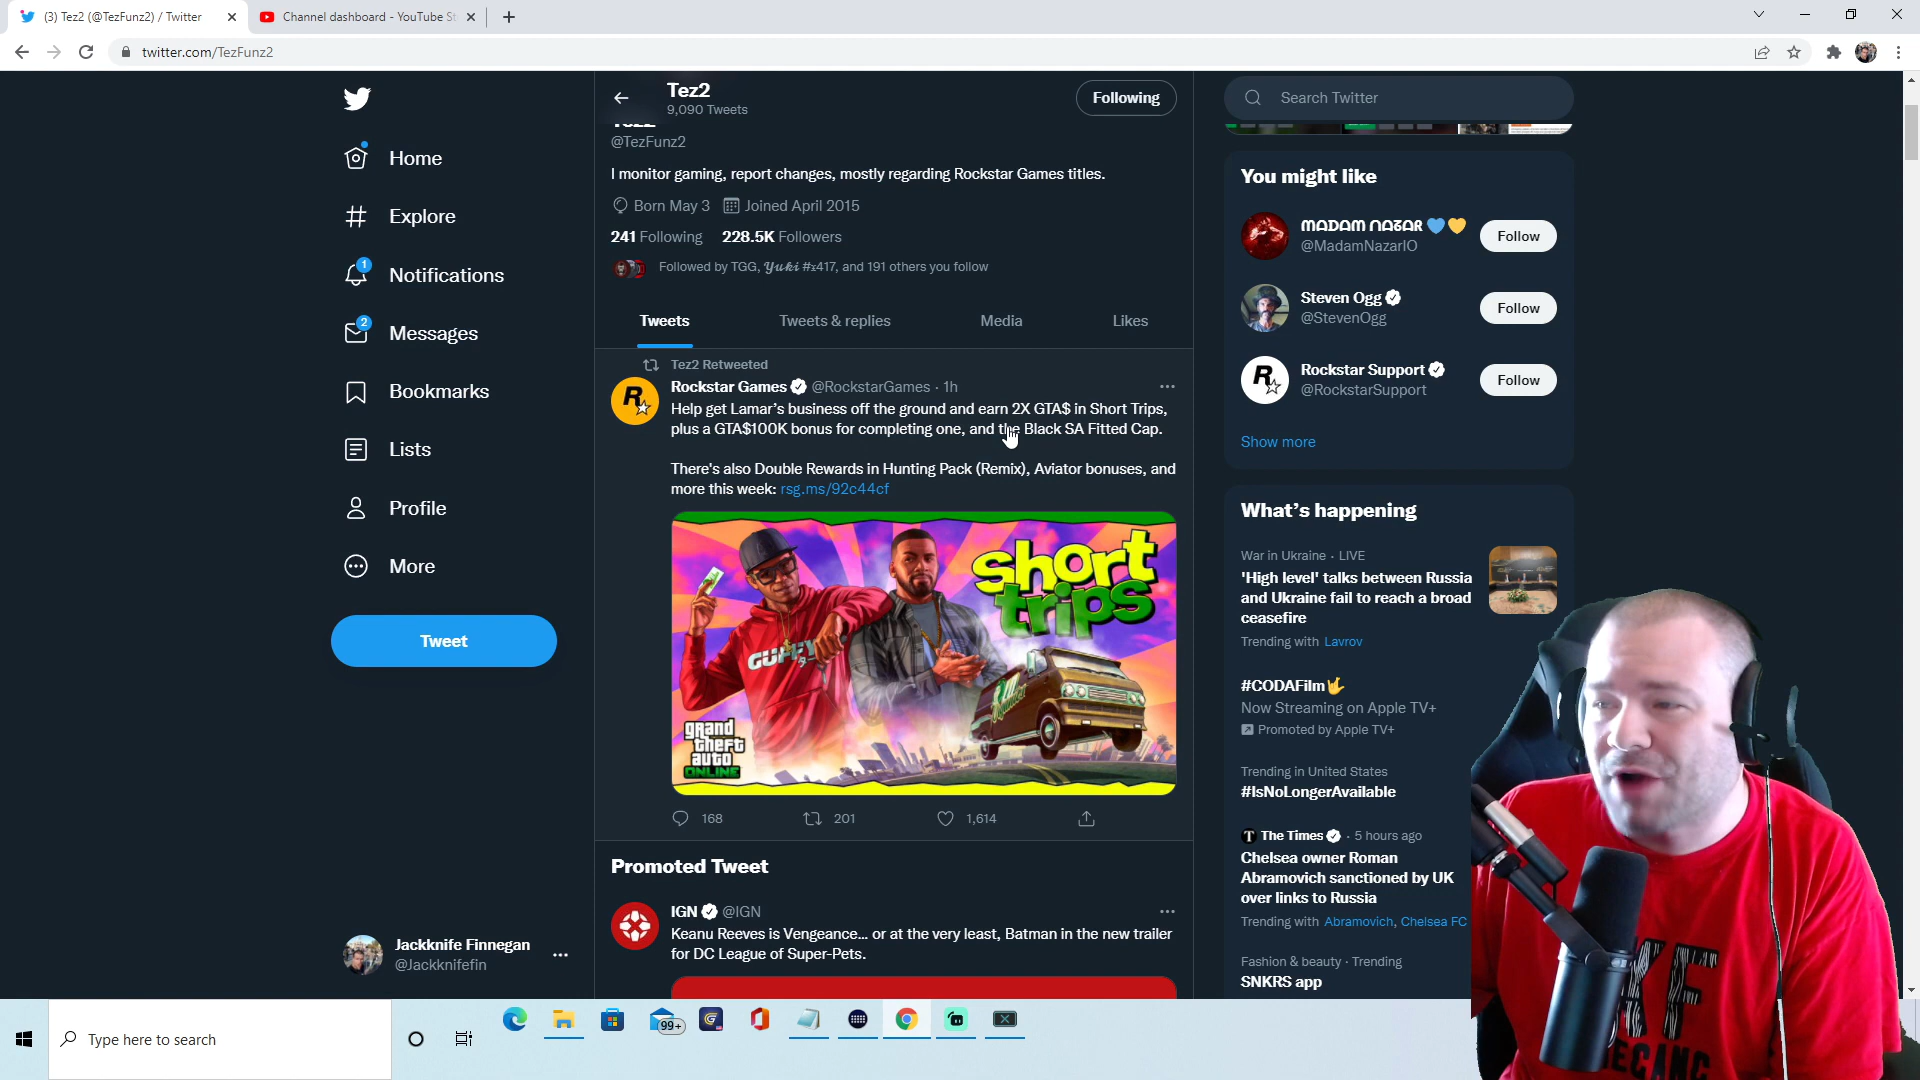 (3) Tez2 (@TezFunz2) / Twitter
Channel dashboard - YouTube St
twitter.com/TezFunz2
Tez2
9,090 Tweets
Following
Search Twitter
@TezFunz2
I monitor gaming, report changes, mostly regarding Rockstar Games titles.
Born May 3 Joined April 2015
241 Following 228.5K Followers
Followed by TGG, 𝒴𝓊𝓀𝒾 #𝔵417, and 191 others you follow
Tweets Tweets & replies Media Likes
Home
Explore
1
Notifications
2
Messages
Bookmarks
Lists
Profile
More
Tweet
Jackknife Finnegan
@Jackknifefin
Tez2 Retweeted
Rockstar Games @RockstarGames · 1h
Help get Lamar's business off the ground and earn 2X GTA$ in Short Trips,
plus a GTA$100K bonus for completing one, and the Black SA Fitted Cap.
There's also Double Rewards in Hunting Pack (Remix), Aviator bonuses, and
more this week: rsg.ms/92c44cf
short
trips
GUFFY
grand
theft
auto
ONLINE
168 201 1,614
Promoted Tweet
IGN @IGN
Keanu Reeves is Vengeance... or at the very least, Batman in the new trailer
for DC League of Super-Pets.
You might like
MADAM NAZAR
@MadamNazarIO
Follow
Steven Ogg
@StevenOgg
Follow
Rockstar Support
@RockstarSupport
Follow
Show more
What's happening
War in Ukraine · LIVE
'High level' talks between Russia
and Ukraine fail to reach a broad
ceasefire
Trending with Lavrov
#CODAFilm
Now Streaming on Apple TV+
Promoted by Apple TV+
Trending in United States
#IsNoLongerAvailable
The Times · 5 hours ago
Chelsea owner Roman
Abramovich sanctioned by UK
over links to Russia
Trending with Abramovich, Chelsea FC
Fashion & beauty · Trending
SNKRS app
Type here to search
99+